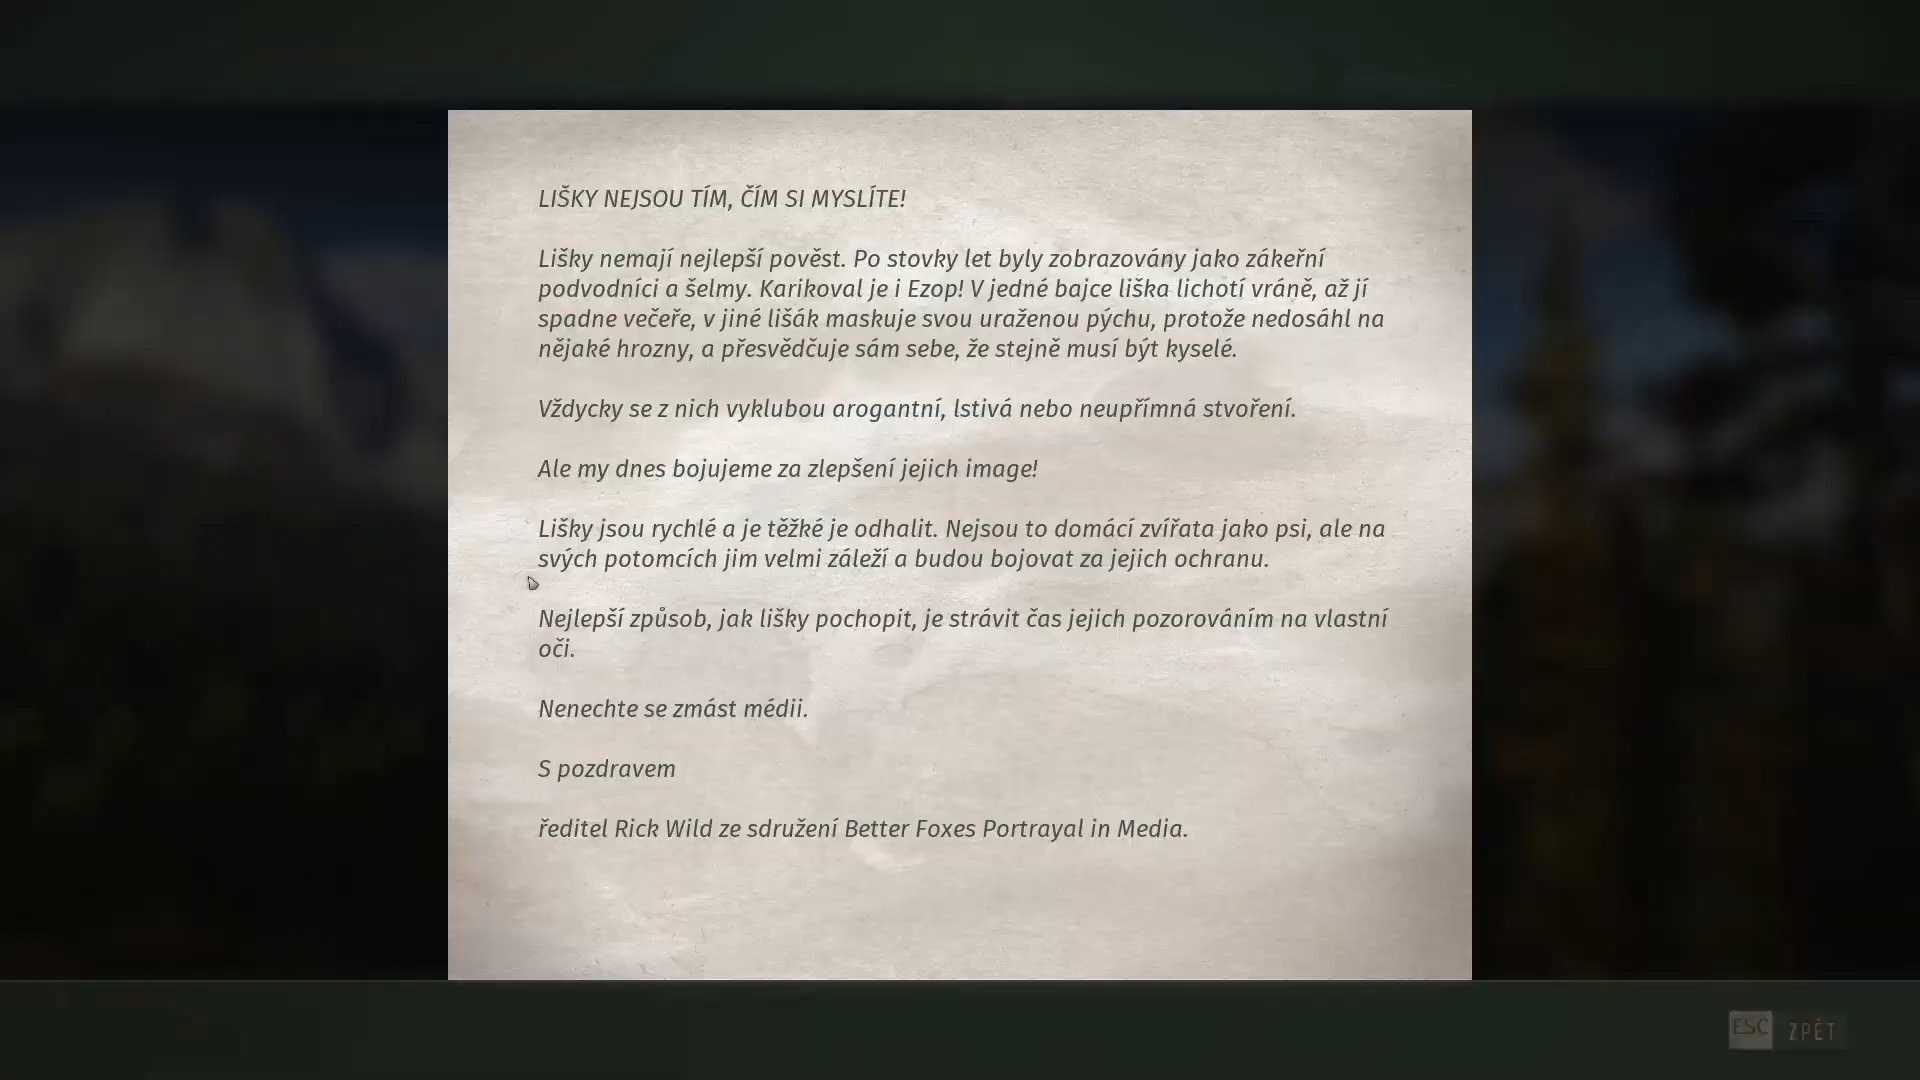 LIŠKY NEJSOU TÍM, ČÍM SI MYSLÍTE!
Lišky nemají nejlepší pověst. Po stovky let byly zobrazovány jako zákeřní
podvodníci a šelmy. Karikoval je i Ezop! V jedné bajce liška lichotí vráně, až jí
spadne večeře, v jiné lišák maskuje svou uraženou pýchu, protože nedosáhl na
nějaké hrozny, a přesvědčuje sám sebe, že stejně musí být kyselé.
Vždycky se z nich vyklubou arogantní, lstivá nebo neupřímná stvoření.
Ale my dnes bojujeme za zlepšení jejich image!
Lišky jsou rychlé a je těžké je odhalit. Nejsou to domácí zvířata jako psi, ale na
svých potomcích jim velmi záleží a budou bojovat za jejich ochranu.
Nejlepší způsob, jak lišky pochopit, je strávit čas jejich pozorováním na vlastní
oči.
Nenechte se zmást médii.
S pozdravem
ředitel Rick Wild ze sdružení Better Foxes Portrayal in Media.
ESC ZPĚT